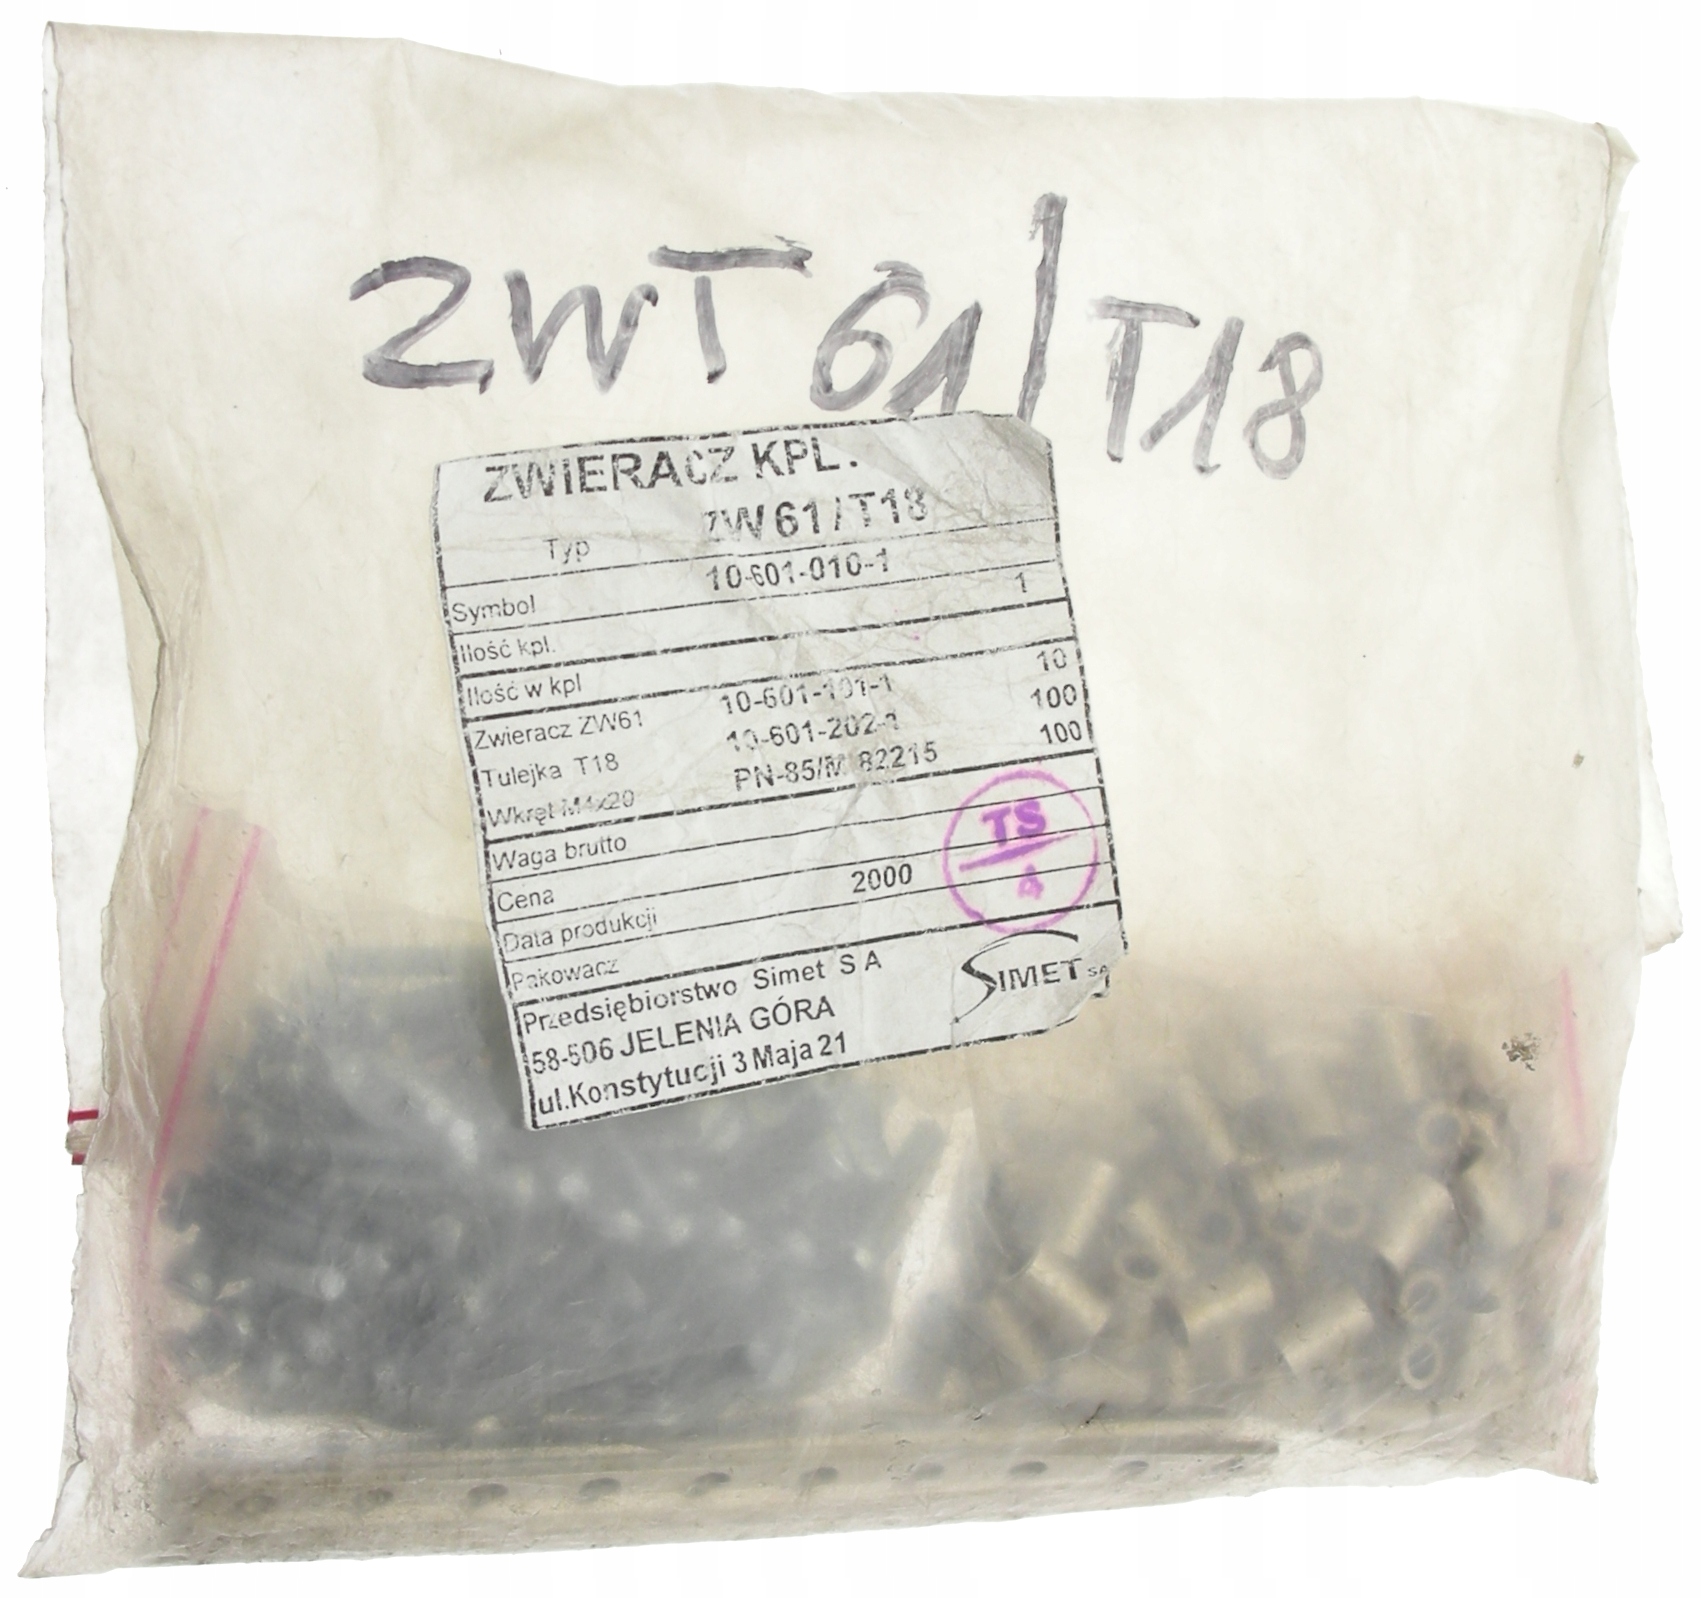 ZWT 61/T18
ZWIERACZ KPL.
Typ ZW 61/T18
Symbol 10-601-010-1
Ilość kpl. 1
Ilość w kpl
Zwieracz ZW61 10-601-101-1 10
Tulejka T18 10-601-202-1 100
Wkręt M4x20 PN-85/M 82215 100
Waga brutto
Cena
Data produkcji 2000
Pakowacz
TS
4
Przedsiębiorstwo Simet S A
58-506 JELENIA GÓRA
ul.Konstytucji 3 Maja 21
SIMET SA